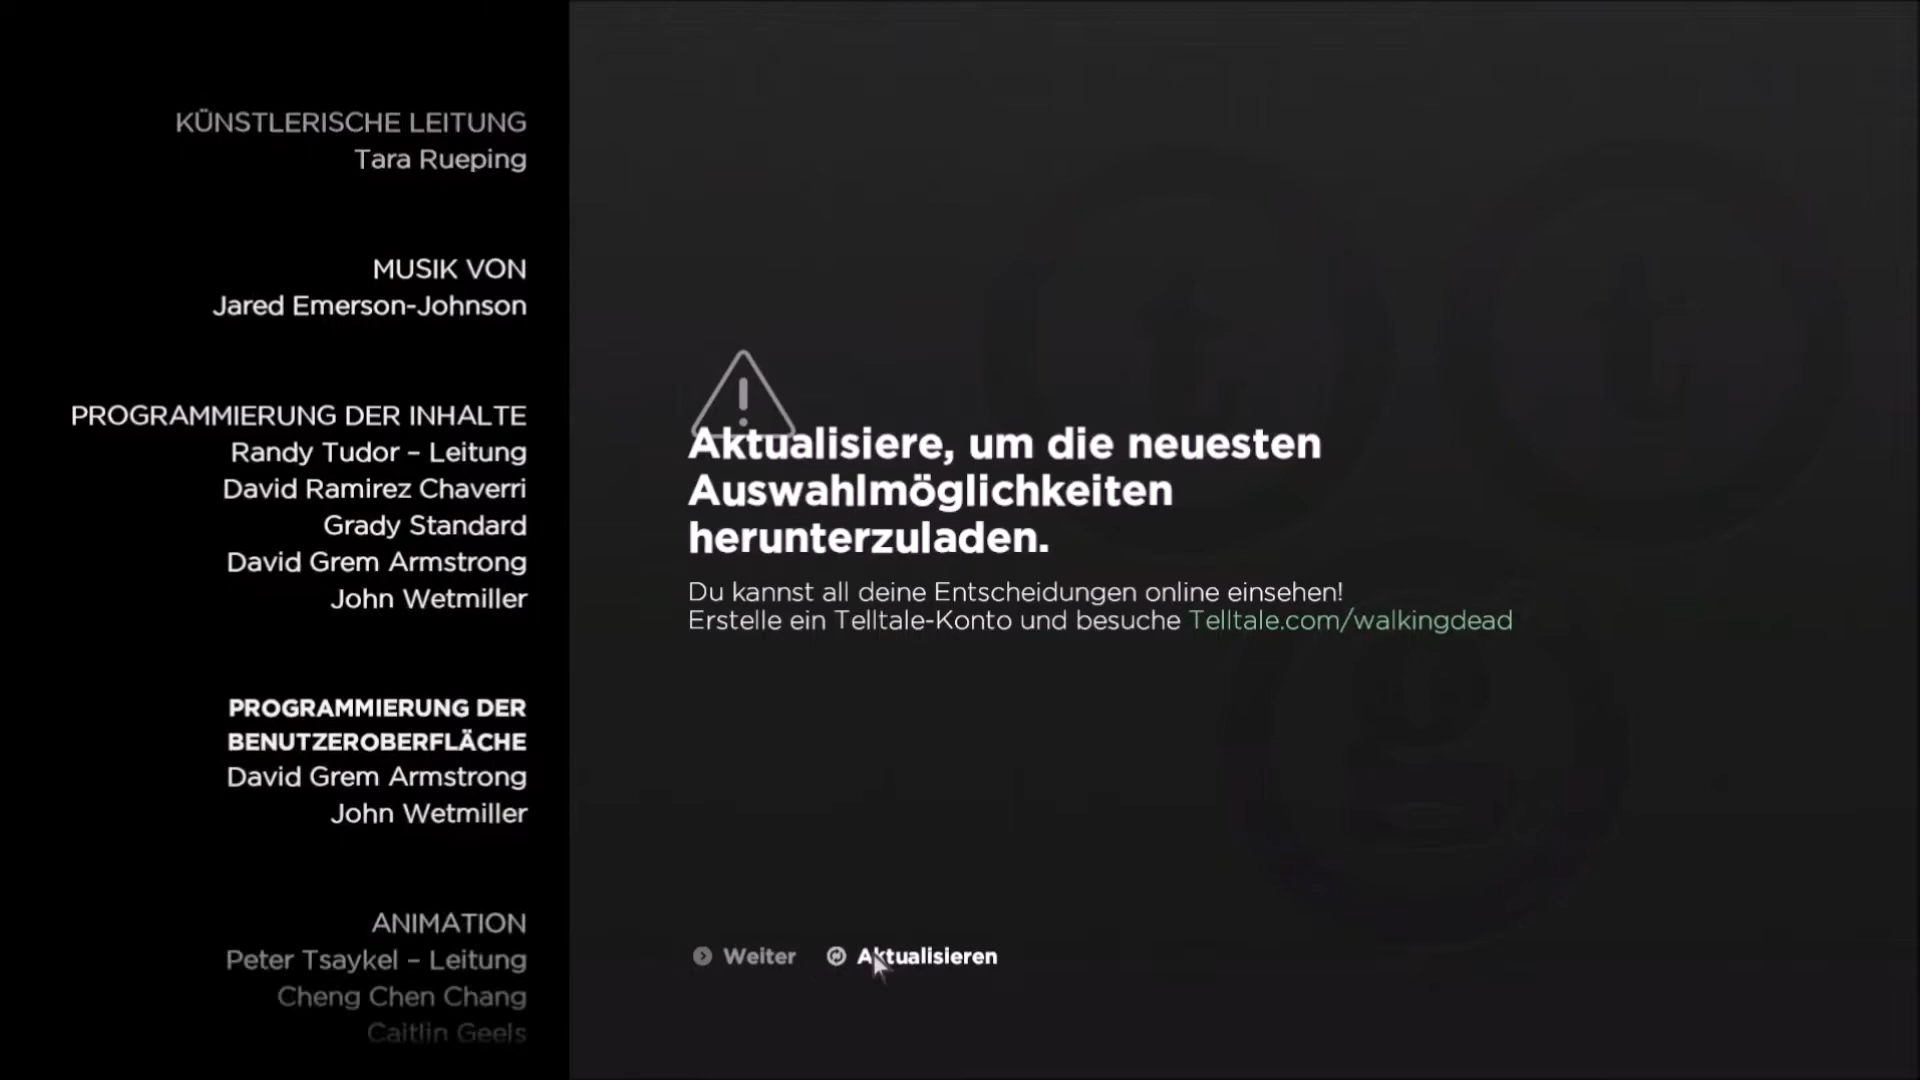 KÜNSTLERISCHE LEITUNG
Tara Rueping
MUSIK VON
Jared Emerson-Johnson
PROGRAMMIERUNG DER INHALTE
Randy Tudor – Leitung
David Ramirez Chaverri
Grady Standard
David Grem Armstrong
John Wetmiller
PROGRAMMIERUNG DER
BENUTZEROBERFLÄCHE
David Grem Armstrong
John Wetmiller
ANIMATION
Peter Tsaykel – Leitung
Cheng Chen Chang
Caitlin Geels
Aktualisiere, um die neuesten
Auswahlmöglichkeiten
herunterzuladen.
Du kannst all deine Entscheidungen online einsehen!
Erstelle ein Telltale-Konto und besuche Telltale.com/walkingdead
Weiter
Aktualisieren